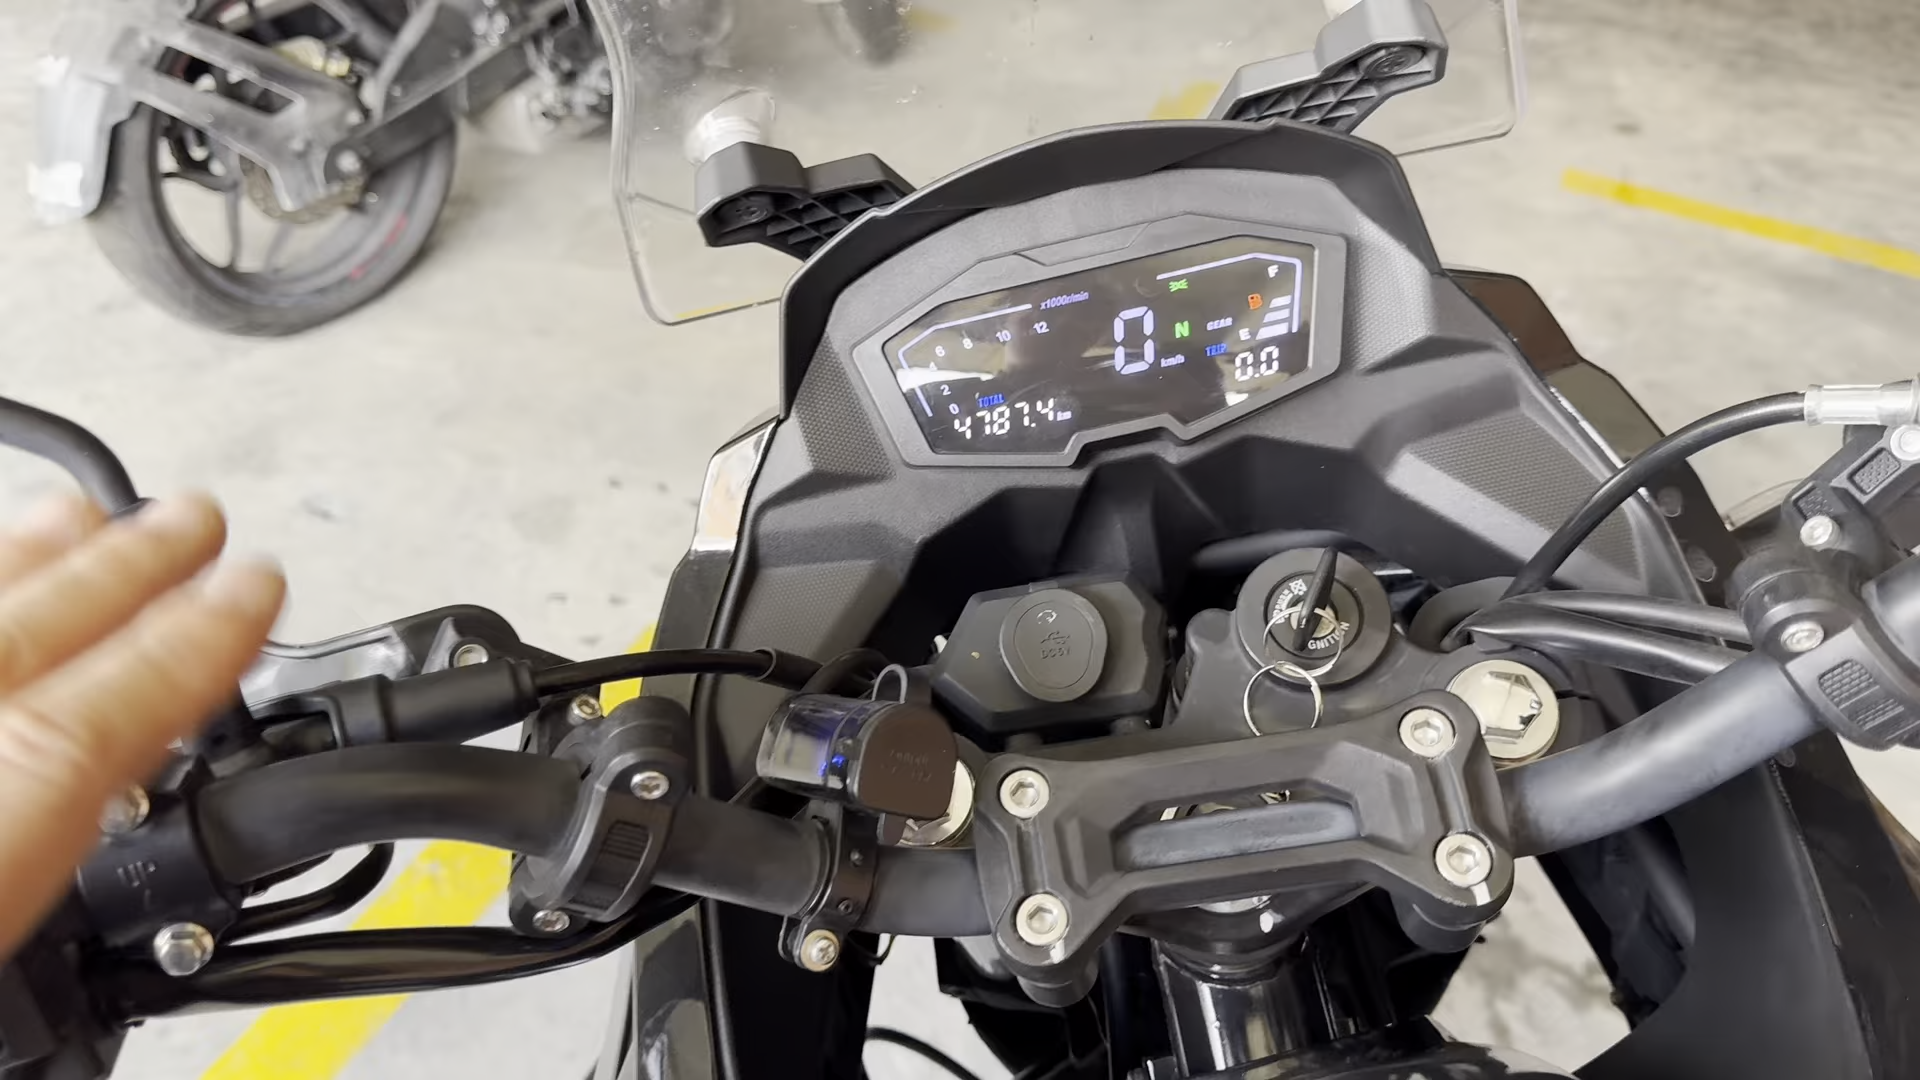 x1000r/min
6 8 10 12
4
2
0
TOTAL
4787.4 km
0
km/h
N
GEAR
F
E
TRIP
0.0
DC5V
IGNITION